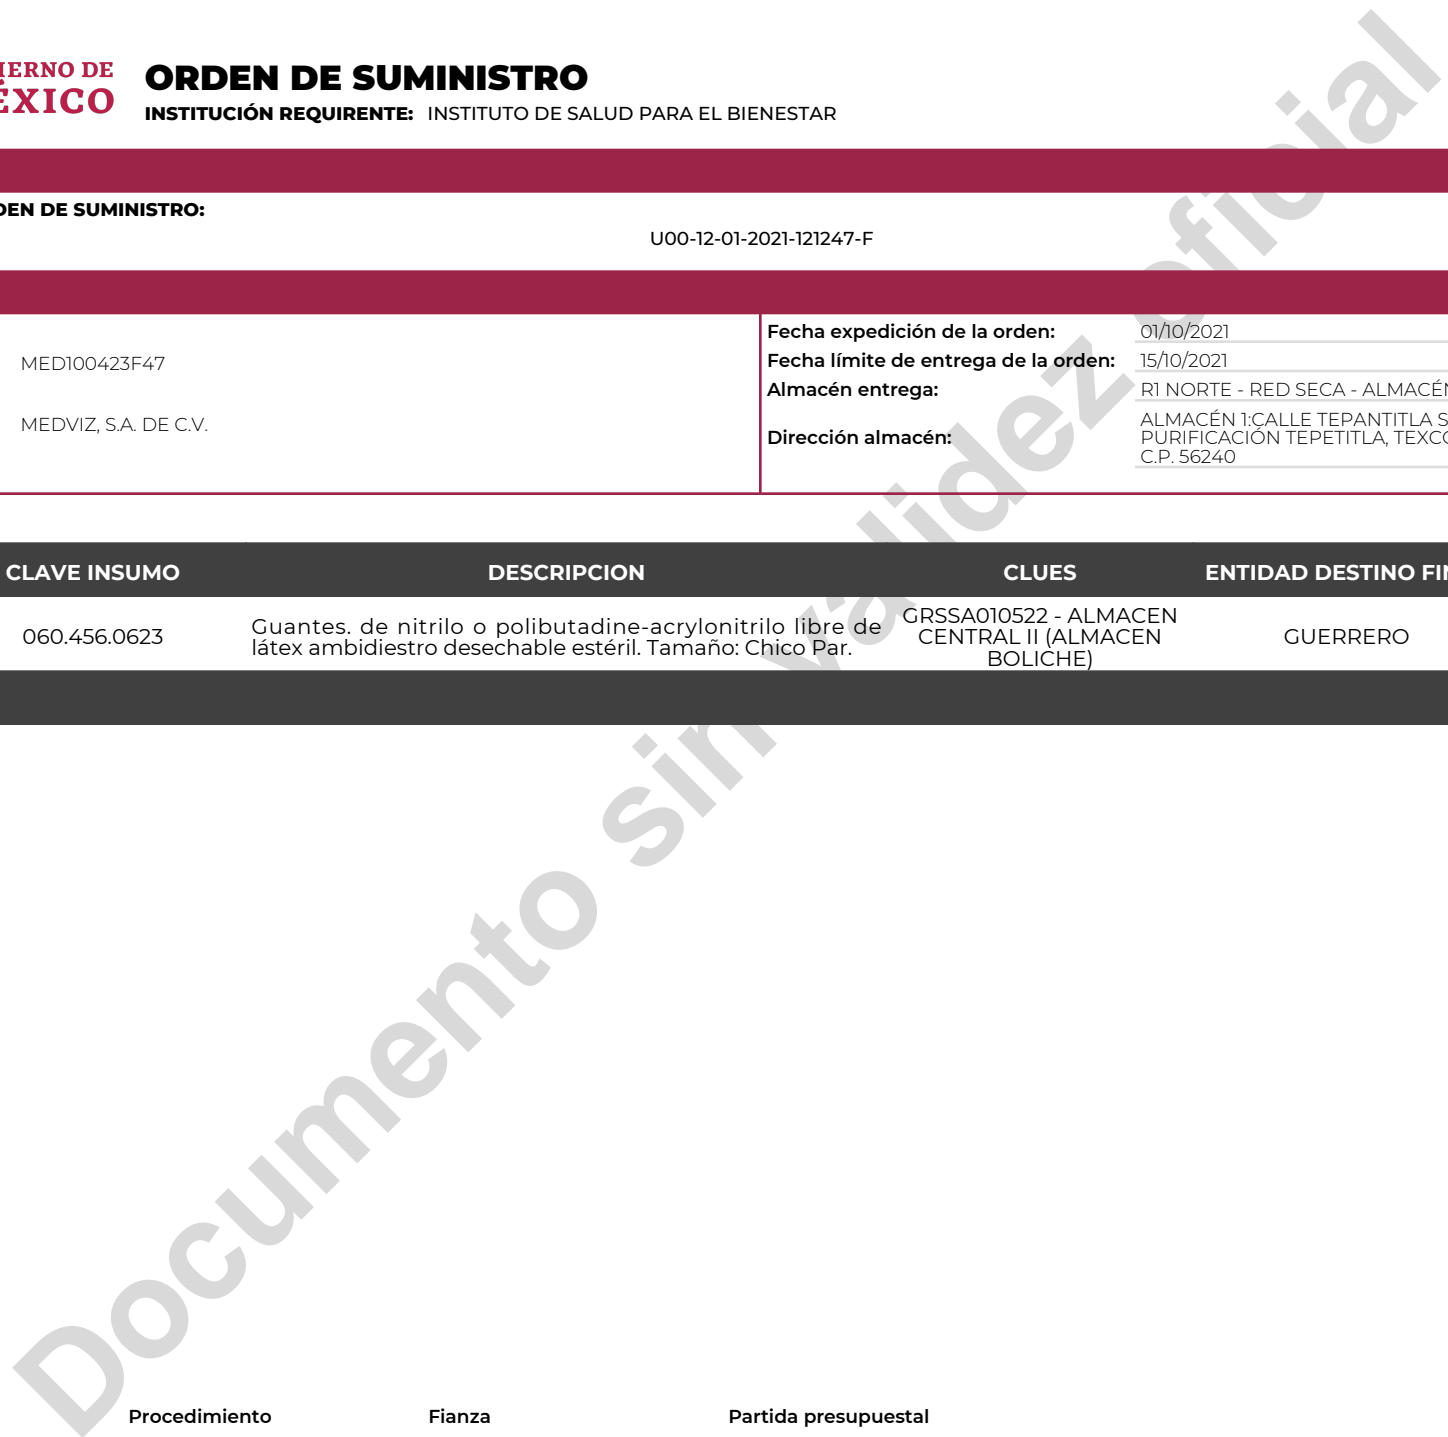 IERNO DE
ÉXICO
ORDEN DE SUMINISTRO
INSTITUCIÓN REQUIRENTE: INSTITUTO DE SALUD PARA EL BIENESTAR
DEN DE SUMINISTRO:
U00-12-01-2021-121247-F
MED100423F47
MEDVIZ, S.A. DE C.V.
Fecha expedición de la orden: 01/10/2021
Fecha límite de entrega de la orden: 15/10/2021
Almacén entrega: R1 NORTE - RED SECA - ALMACÉN
Dirección almacén: ALMACÉN 1:CALLE TEPANTITLA S
PURIFICACIÓN TEPETITLA, TEXCO
C.P. 56240
CLAVE INSUMO DESCRIPCION CLUES ENTIDAD DESTINO FIN
060.456.0623
Guantes. de nitrilo o polibutadine-acrylonitrilo libre de
látex ambidiestro desechable estéril. Tamaño: Chico Par.
GRSSA010522 - ALMACEN
CENTRAL II (ALMACEN
BOLICHE)
GUERRERO
Documento sin validez oficial
Procedimiento Fianza Partida presupuestal